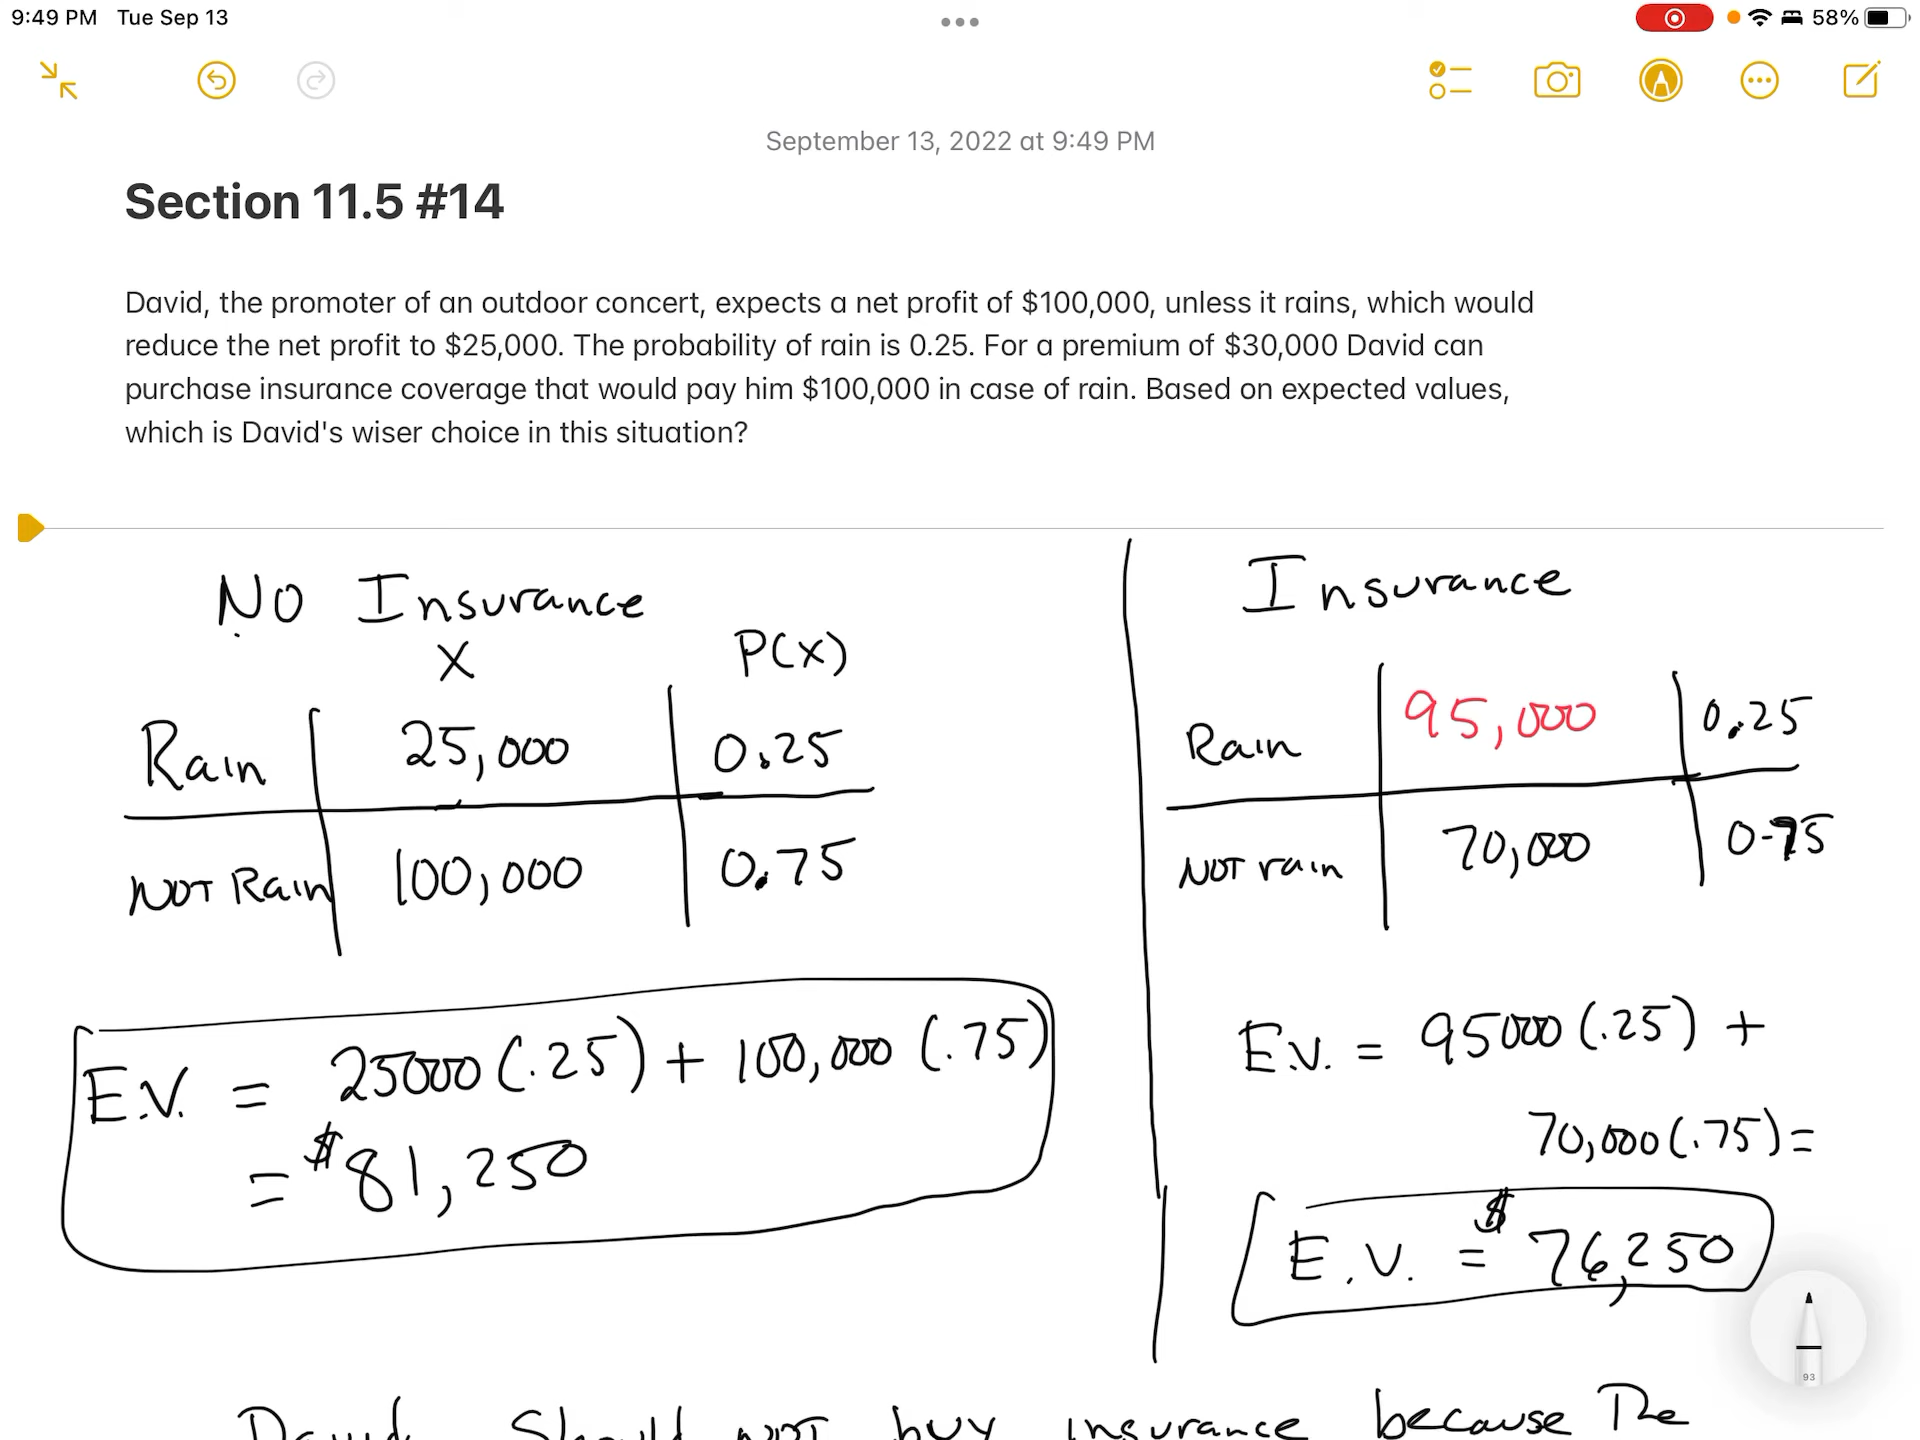 9:49 PM Tue Sep 13
58%
September 13, 2022 at 9:49 PM
Section 11.5 #14
David, the promoter of an outdoor concert, expects a net profit of $100,000, unless it rains, which would
reduce the net profit to $25,000. The probability of rain is 0.25. For a premium of $30,000 David can
purchase insurance coverage that would pay him $100,000 in case of rain. Based on expected values,
which is David's wiser choice in this situation?
No Insurance
X P(X)
Rain 25,000 0.25
NOT Rain 100,000 0.75
E.V. = 25000 (.25) + 100,000 (.75)
= $81,250
Insurance
Rain 95,000 0.25
NOT rain 70,000 0.75
E.V. = 95000 (.25) +
70,000 (.75) =
E.V. = $76,250
93
David Should NOT buy insurance because The